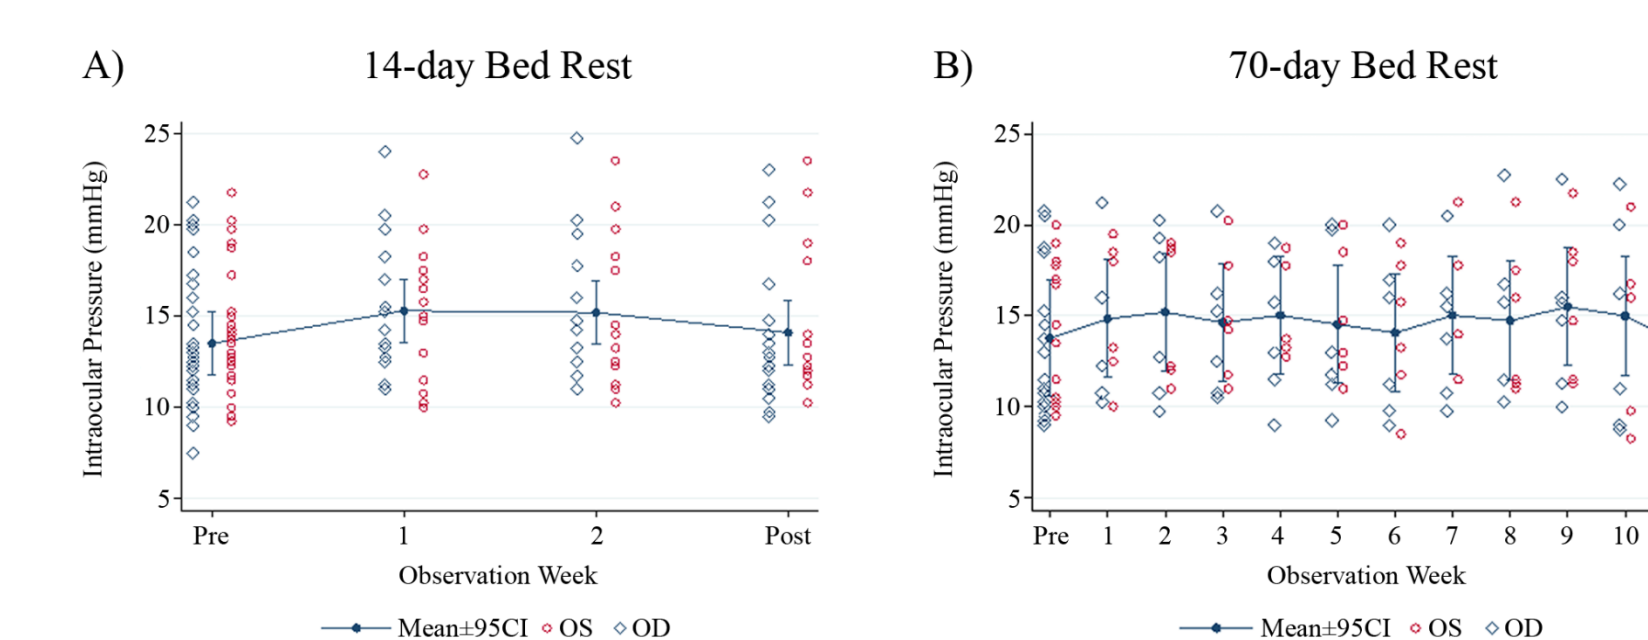 A) 14-day Bed Rest
25
20
15
10
5
Intraocular Pressure (mmHg)
Pre 1 2 Post
Observation Week
Mean±95CI OS OD
B) 70-day Bed Rest
25
20
15
10
5
Intraocular Pressure (mmHg)
Pre 1 2 3 4 5 6 7 8 9 10
Observation Week
Mean±95CI OS OD